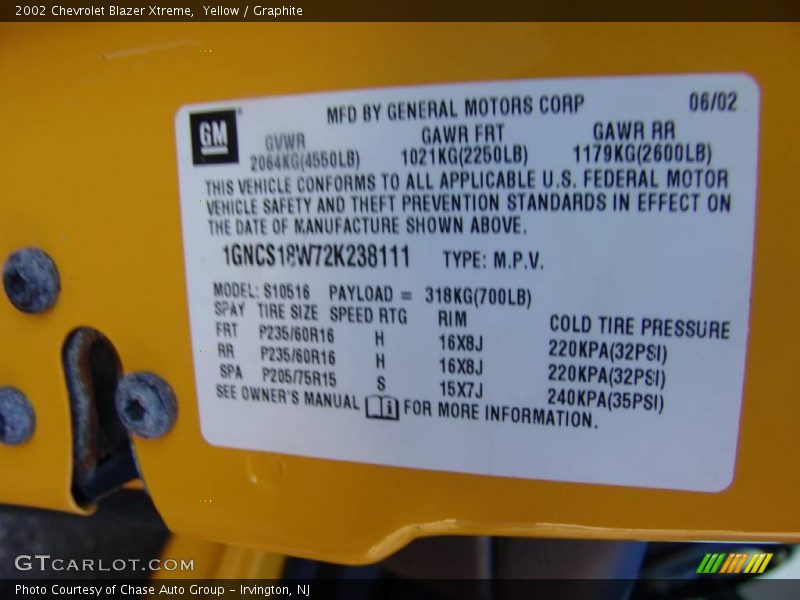 2002 Chevrolet Blazer Xtreme,  Yellow / Graphite
GM
MFD BY GENERAL MOTORS CORP 06/02
GVWR GAWR FRT GAWR RR
2064KG(4550LB) 1021KG(2250LB) 1179KG(2600LB)
THIS VEHICLE CONFORMS TO ALL APPLICABLE U.S. FEDERAL MOTOR
VEHICLE SAFETY AND THEFT PREVENTION STANDARDS IN EFFECT ON
THE DATE OF MANUFACTURE SHOWN ABOVE.
1GNCS18W72K238111 TYPE: M.P.V.
MODEL: S10516 PAYLOAD = 318KG(700LB)
SPAY TIRE SIZE SPEED RTG RIM COLD TIRE PRESSURE
FRT P235/60R16 H 16X8J 220KPA(32PSI)
RR P235/60R16 H 16X8J 220KPA(32PSI)
SPA P205/75R15 S 15X7J 240KPA(35PSI)
SEE OWNER'S MANUAL FOR MORE INFORMATION.
GTCARLOT.COM
Photo Courtesy of Chase Auto Group - Irvington, NJ